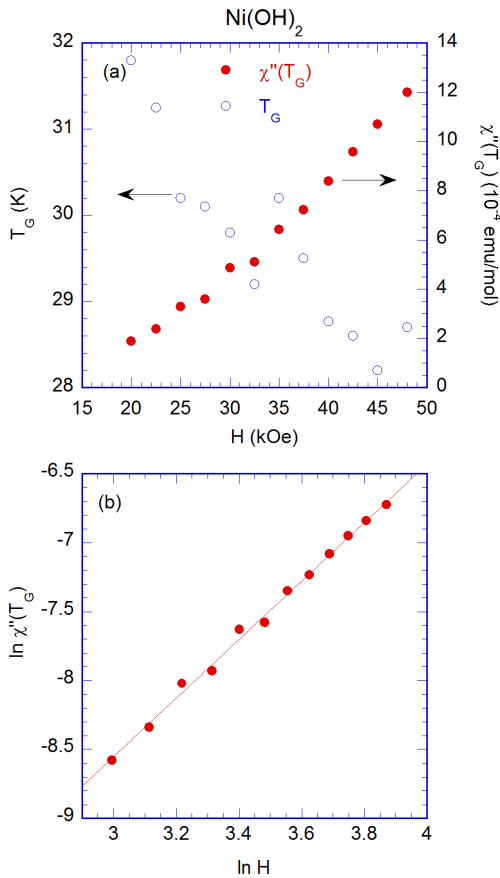 Ni(OH)₂
(a)
χ''(T_G)
T_G
T_G (K)
32
31
30
29
28
χ''(T_G) (10⁻⁴ emu/mol)
14
12
10
8
6
4
2
0
15 20 25 30 35 40 45 50
H (kOe)
(b)
ln χ''(T_G)
-6.5
-7
-7.5
-8
-8.5
-9
3 3.2 3.4 3.6 3.8 4
ln H